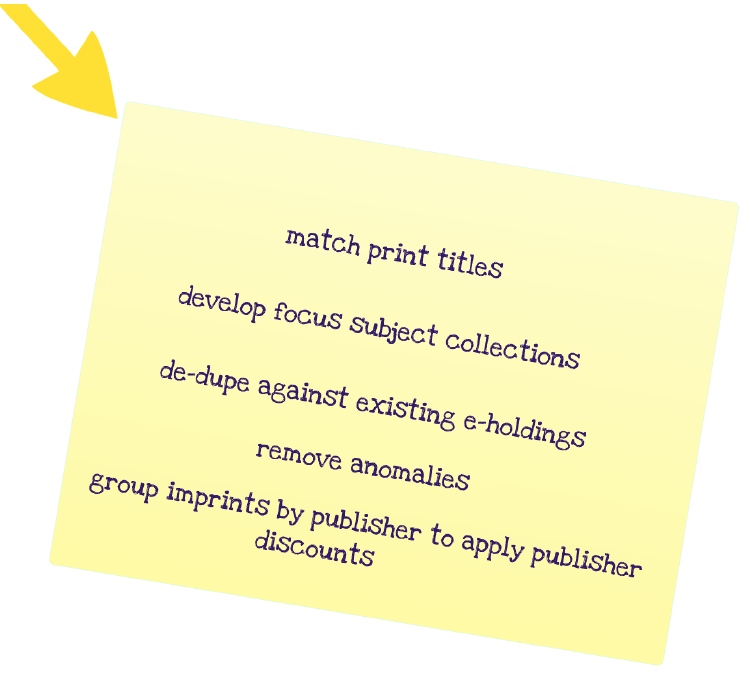 match print titles
develop focus subject collections
de-dupe against existing e-holdings
remove anomalies
group imprints by publisher to apply publisher
discounts